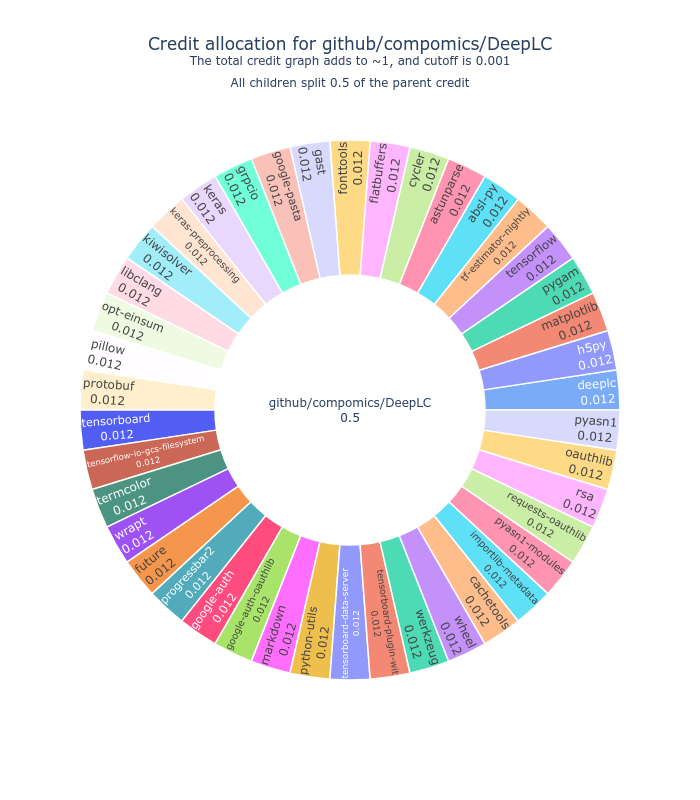 Credit allocation for github/compomics/DeepLC
The total credit graph adds to ~1, and cutoff is 0.001
All children split 0.5 of the parent credit
github/compomics/DeepLC
0.5
deeplc
0.012
h5py
0.012
matplotlib
0.012
pygam
0.012
tensorflow
0.012
tf-estimator-nightly
0.012
absl-py
0.012
astunparse
0.012
cycler
0.012
flatbuffers
0.012
fonttools
0.012
gast
0.012
google-pasta
0.012
grpcio
0.012
keras
0.012
keras-preprocessing
0.012
kiwisolver
0.012
libclang
0.012
opt-einsum
0.012
pillow
0.012
protobuf
0.012
tensorboard
0.012
tensorflow-io-gcs-filesystem
0.012
termcolor
0.012
wrapt
0.012
future
0.012
progressbar2
0.012
google-auth
0.012
google-auth-oauthlib
0.012
markdown
0.012
python-utils
0.012
tensorboard-data-server
0.012
tensorboard-plugin-wit
0.012
werkzeug
0.012
wheel
0.012
cachetools
0.012
importlib-metadata
0.012
pyasn1-modules
0.012
requests-oauthlib
0.012
rsa
0.012
oauthlib
0.012
pyasn1
0.012